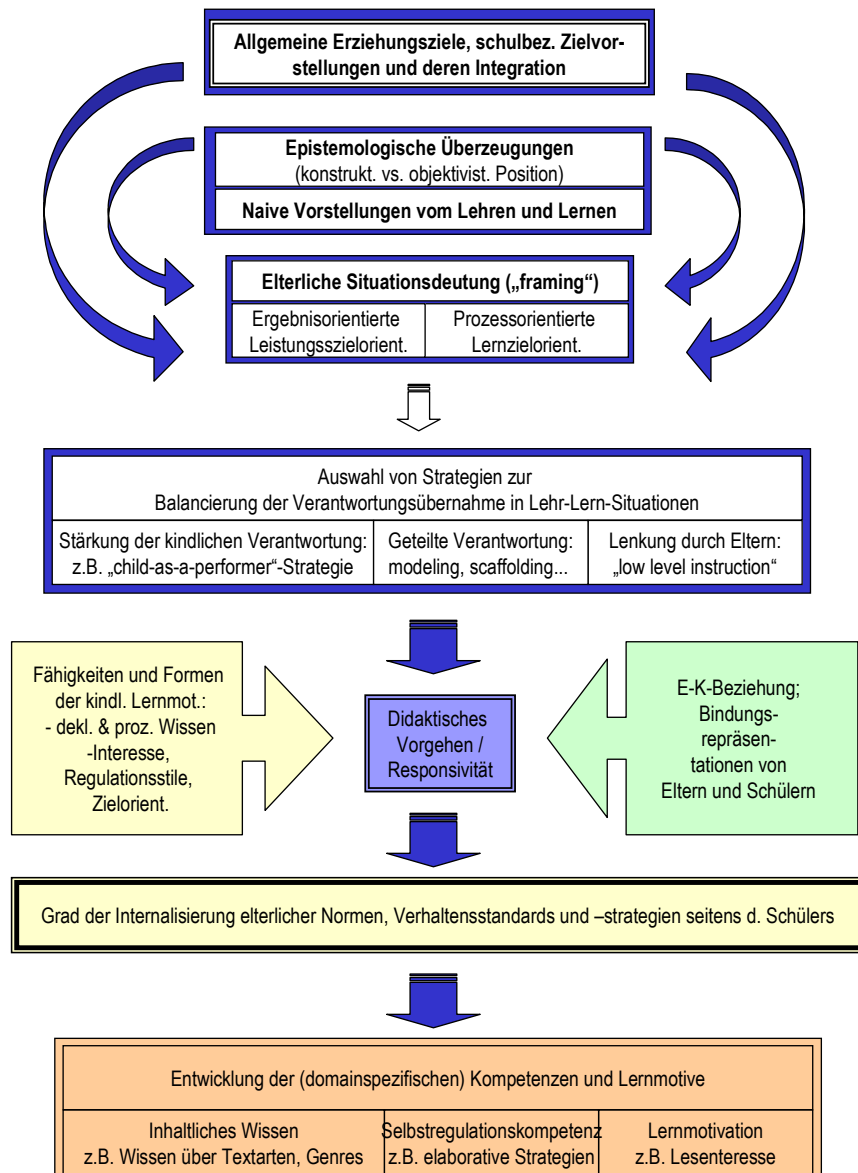 Allgemeine Erziehungsziele, schulbez. Zielvor-
stellungen und deren Integration
Epistemologische Überzeugungen
(konstrukt. vs. objektivist. Position)
Naive Vorstellungen vom Lehren und Lernen
Elterliche Situationsdeutung („framing“)
Ergebnisorientierte
Leistungsszielorient.
Prozessorientierte
Lernzielorient.
Auswahl von Strategien zur
Balancierung der Verantwortungsübernahme in Lehr-Lern-Situationen
Stärkung der kindlichen Verantwortung:
z.B. „child-as-a-performer“-Strategie
Geteilte Verantwortung:
modeling, scaffolding...
Lenkung durch Eltern:
„low level instruction“
Fähigkeiten und Formen
der kindl. Lernmot.:
- dekl. & proz. Wissen
-Interesse,
Regulationsstile,
Zielorient.
Didaktisches
Vorgehen /
Responsivität
E-K-Beziehung;
Bindungs-
repräsen-
tationen von
Eltern und Schülern
Grad der Internalisierung elterlicher Normen, Verhaltensstandards und –strategien seitens d. Schülers
Entwicklung der (domainspezifischen) Kompetenzen und Lernmotive
Inhaltliches Wissen
z.B. Wissen über Textarten, Genres
Selbstregulationskompetenz
z.B. elaborative Strategien
Lernmotivation
z.B. Lesenteresse